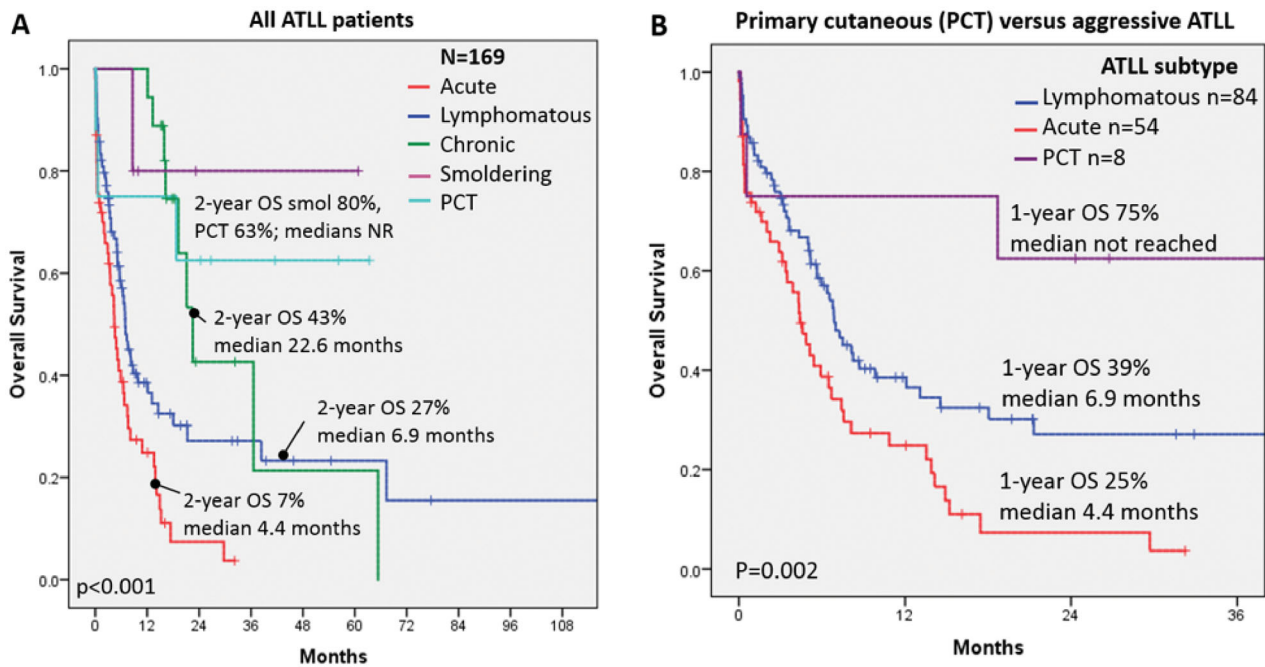 A
All ATLL patients
N=169
Acute
Lymphomatous
Chronic
Smoldering
PCT
1.0
0.8
0.6
0.4
0.2
0.0
Overall Survival
2-year OS smol 80%,
PCT 63%; medians NR
2-year OS 43%
median 22.6 months
2-year OS 27%
median 6.9 months
2-year OS 7%
median 4.4 months
p<0.001
0 12 24 36 48 60 72 84 96 108
Months
B
Primary cutaneous (PCT) versus aggressive ATLL
ATLL subtype
Lymphomatous n=84
Acute n=54
PCT n=8
1.0
0.8
0.6
0.4
0.2
0.0
Overall Survival
1-year OS 75%
median not reached
1-year OS 39%
median 6.9 months
1-year OS 25%
median 4.4 months
P=0.002
0 12 24 36
Months